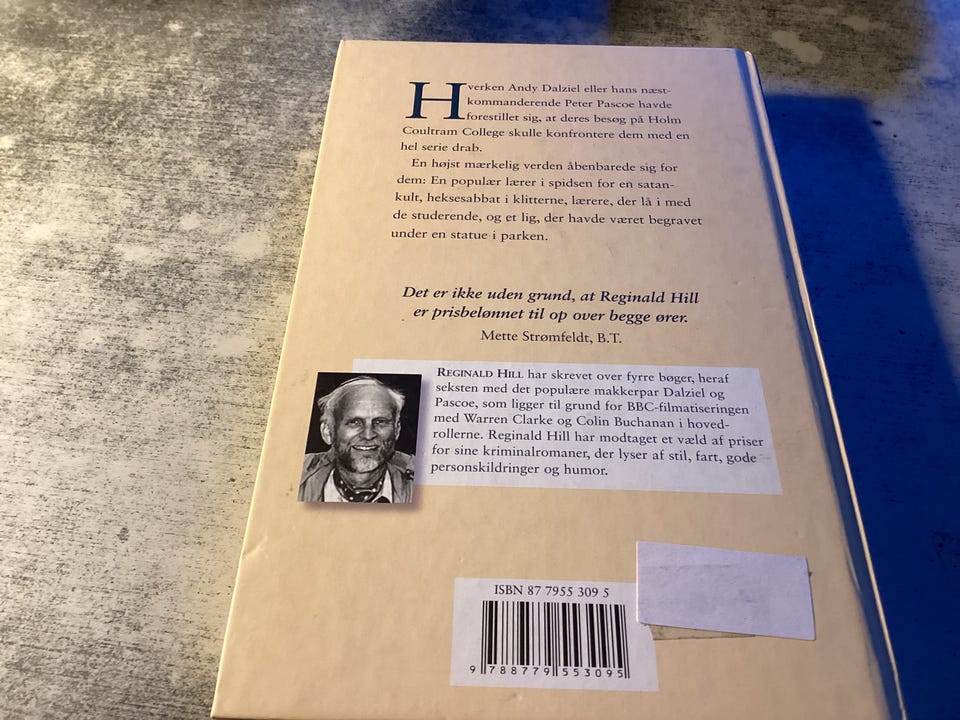 Hverken Andy Dalziel eller hans næst-
kommanderende Peter Pascoe havde
forestillet sig, at deres besøg på Holm
Coultram College skulle konfrontere dem med en
hel serie drab.
En højst mærkelig verden åbenbarede sig for
dem: En populær lærer i spidsen for en satan-
kult, heksesabbat i klitterne, lærere, der lå i med
de studerende, og et lig, der havde været begravet
under en statue i parken.
Det er ikke uden grund, at Reginald Hill
er prisbelønnet til op over begge ører.
Mette Strømfeldt, B.T.
REGINALD HILL har skrevet over fyrre bøger, heraf
seksten med det populære makkerpar Dalziel og
Pascoe, som ligger til grund for BBC-filmatiseringen
med Warren Clarke og Colin Buchanan i hoved-
rollerne. Reginald Hill har modtaget et væld af priser
for sine kriminalromaner, der lyser af stil, fart, gode
personskildringer og humor.
ISBN 87 7955 309 5
9 788779 553095